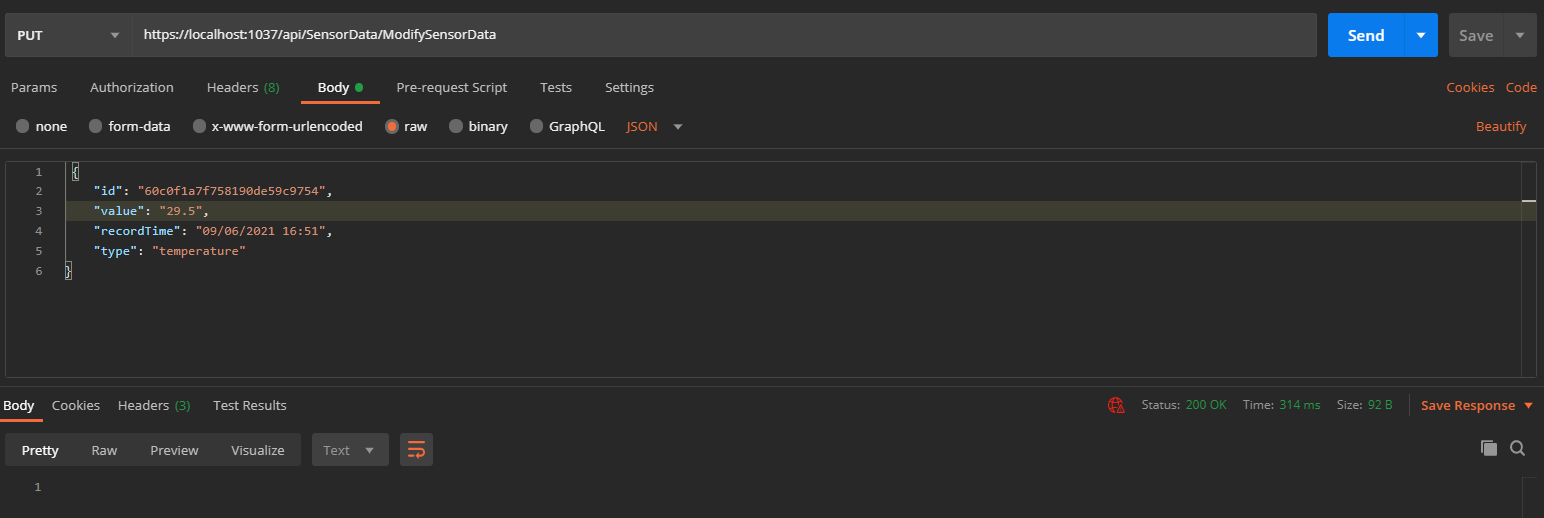 PUT https://localhost:1037/api/SensorData/ModifySensorData Send Save
Params Authorization Headers (8) Body Pre-request Script Tests Settings Cookies Code
none form-data x-www-form-urlencoded raw binary GraphQL JSON Beautify
1 {
2 "id": "60c0f1a7f758190de59c9754",
3 "value": "29.5",
4 "recordTime": "09/06/2021 16:51",
5 "type": "temperature"
6 }
Body Cookies Headers (3) Test Results Status: 200 OK Time: 314 ms Size: 92 B Save Response
Pretty Raw Preview Visualize Text
1